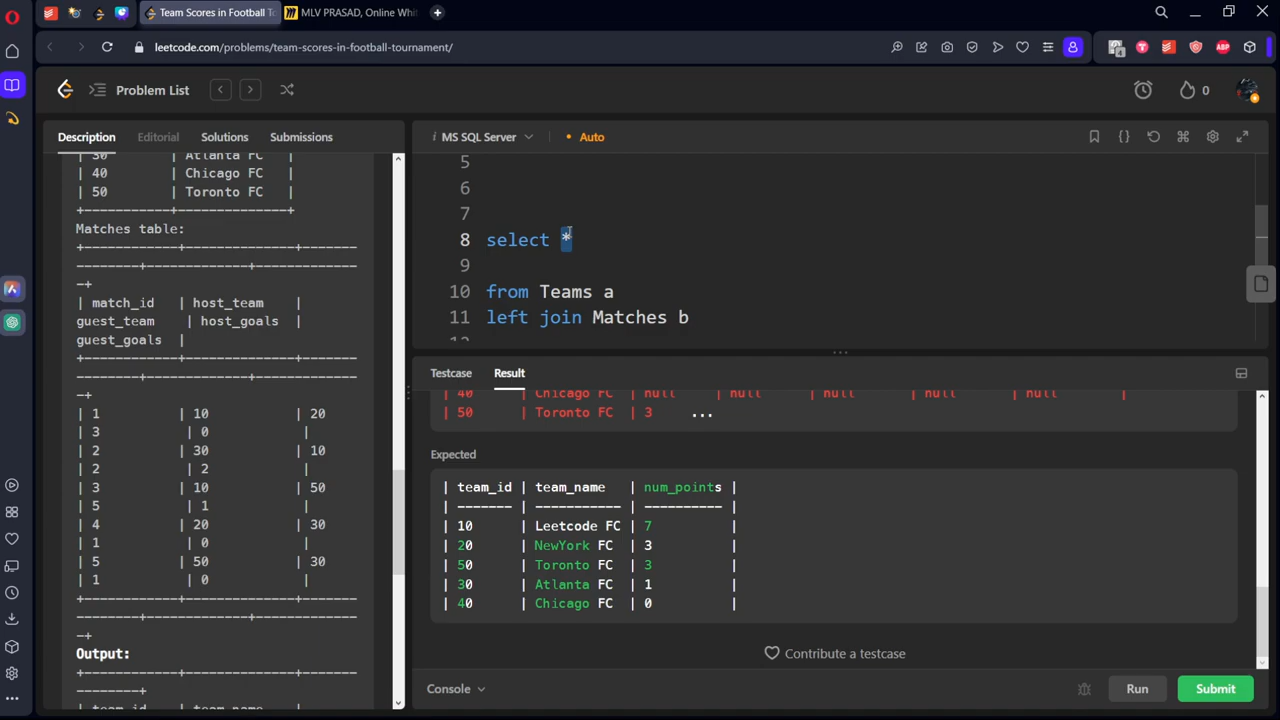 Team Scores in Football To
MLV PRASAD, Online Whit
leetcode.com/problems/team-scores-in-football-tournament/
4
ABP
Problem List
0
Description
Editorial
Solutions
Submissions
| 30 | Atlanta FC |
| 40 | Chicago FC |
| 50 | Toronto FC |
+-----------+--------------+
Matches table:
+-----------+--------------+-------
-------+--------------+-------
-+
| match_id | host_team |
guest_team | host_goals |
guest_goals |
+-----------+--------------+-------
-------+--------------+-------
-+
| 1 | 10 | 20
| 3 | 0 |
| 2 | 30 | 10
| 2 | 2 |
| 3 | 10 | 50
| 5 | 1 |
| 4 | 20 | 30
| 1 | 0 |
| 5 | 50 | 30
| 1 | 0 |
+-----------+--------------+-------
-------+--------------+-------
-+
Output:
+-----------+--------------+-------
--------+
| team_id | team_name
MS SQL Server
• Auto
5
6
7
8 select *
9
10 from Teams a
11 left join Matches b
12
Testcase
Result
| 40 | Chicago FC | null | null | null | null | null |
| 50 | Toronto FC | 3 ...
Expected
| team_id | team_name | num_points |
| ------- | ----------- | ---------- |
| 10 | Leetcode FC | 7 |
| 20 | NewYork FC | 3 |
| 50 | Toronto FC | 3 |
| 30 | Atlanta FC | 1 |
| 40 | Chicago FC | 0 |
Contribute a testcase
Console
Run
Submit